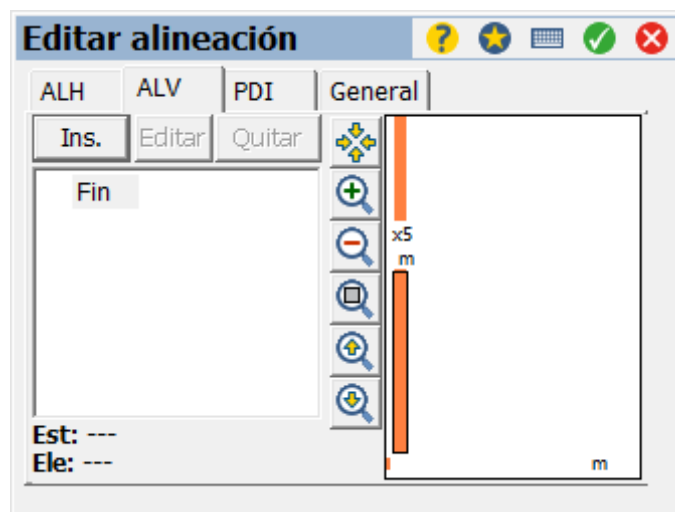 Editar alineación
ALH ALV PDI General
Ins. Editar Quitar
Fin
x5
m
Est: ---
Ele: ---
m